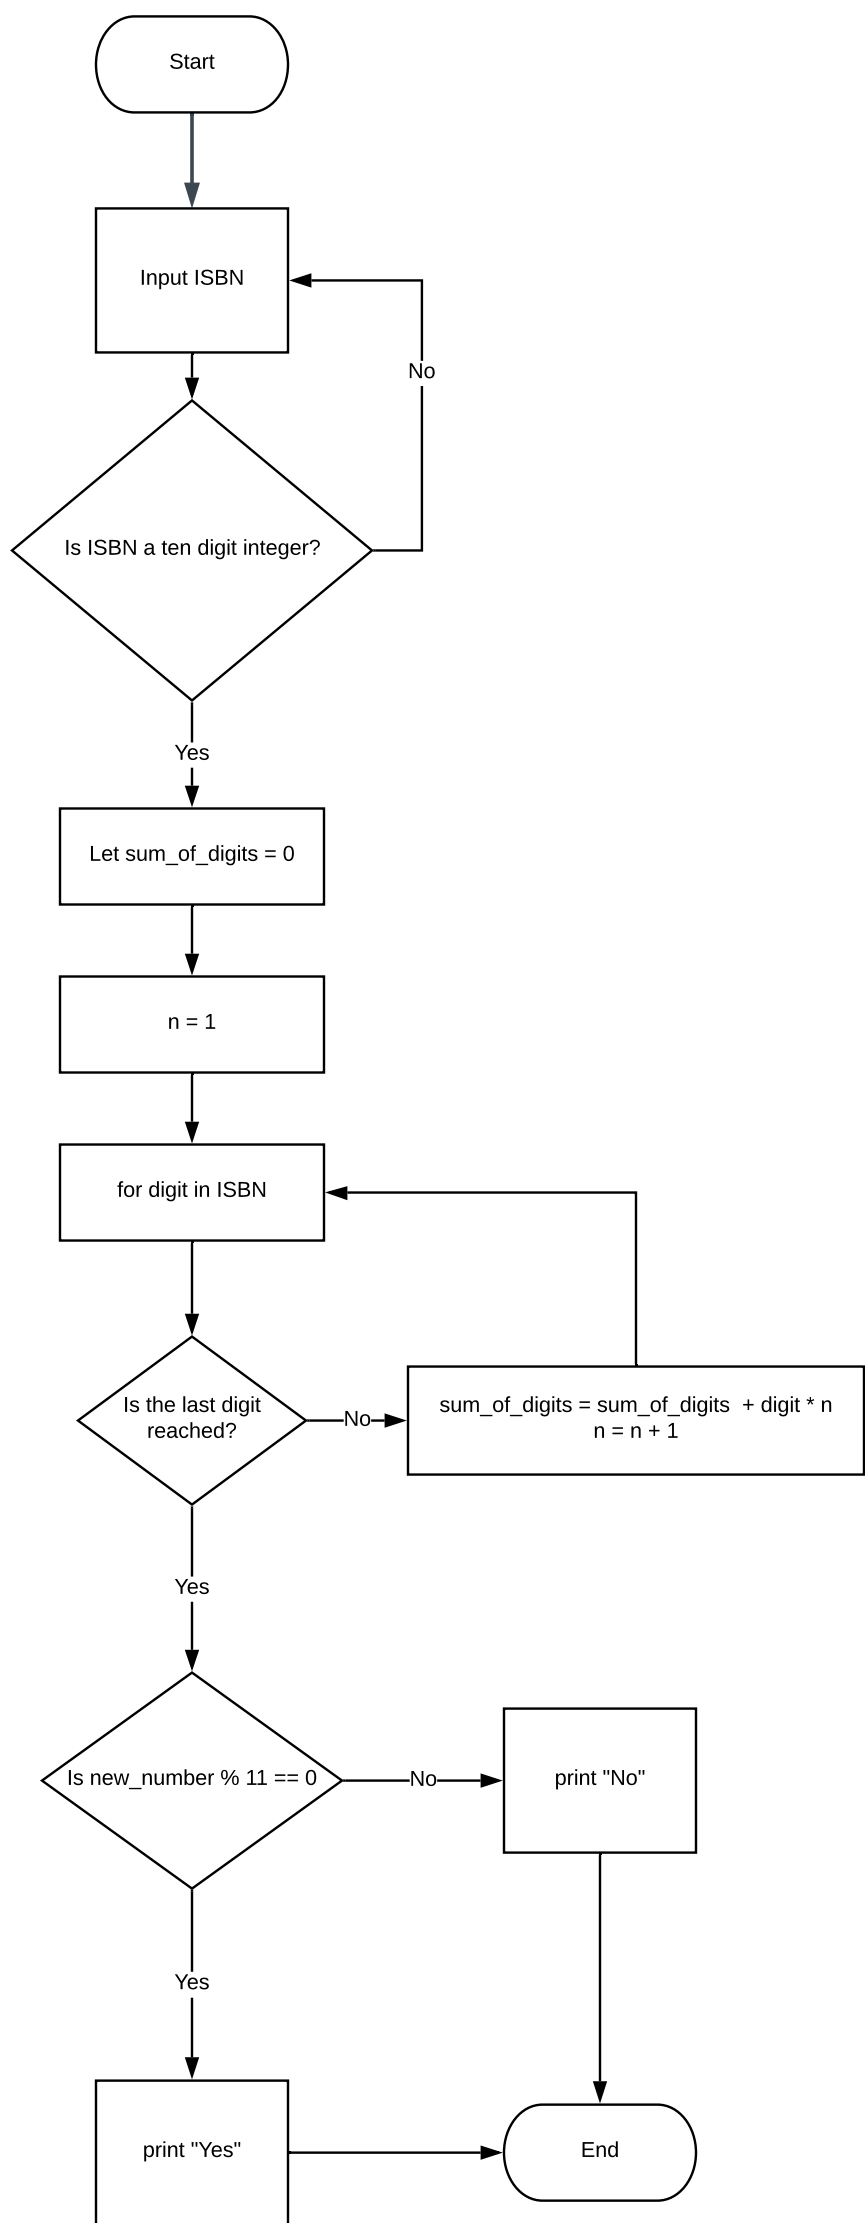 Start
Input ISBN
No
Is ISBN a ten digit integer?
Yes
Let sum_of_digits = 0
n = 1
for digit in ISBN
Is the last digit
reached?
No
sum_of_digits = sum_of_digits  + digit * n
n = n + 1
Yes
Is new_number % 11 == 0
No
print "No"
Yes
print "Yes"
End